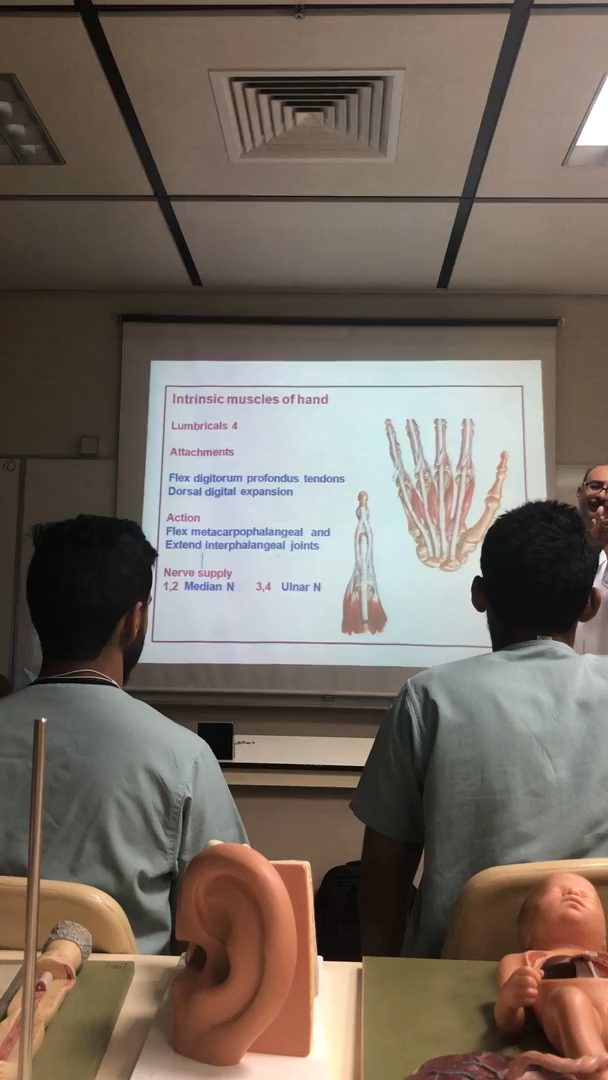 Intrinsic muscles of hand
Lumbricals 4
Attachments
Flex digitorum profondus tendons
Dorsal digital expansion
Action
Flex metacarpophalangeal and
Extend interphalangeal joints
Nerve supply
1,2 Median N 3,4 Ulnar N